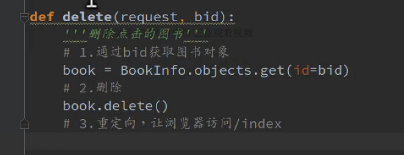 def delete(request, bid):
'''删除点击的图书'''
# 1.通过bid获取图书对象
book = BookInfo.objects.get(id=bid)
# 2.删除
book.delete()
# 3.重定向，让浏览器访问/index